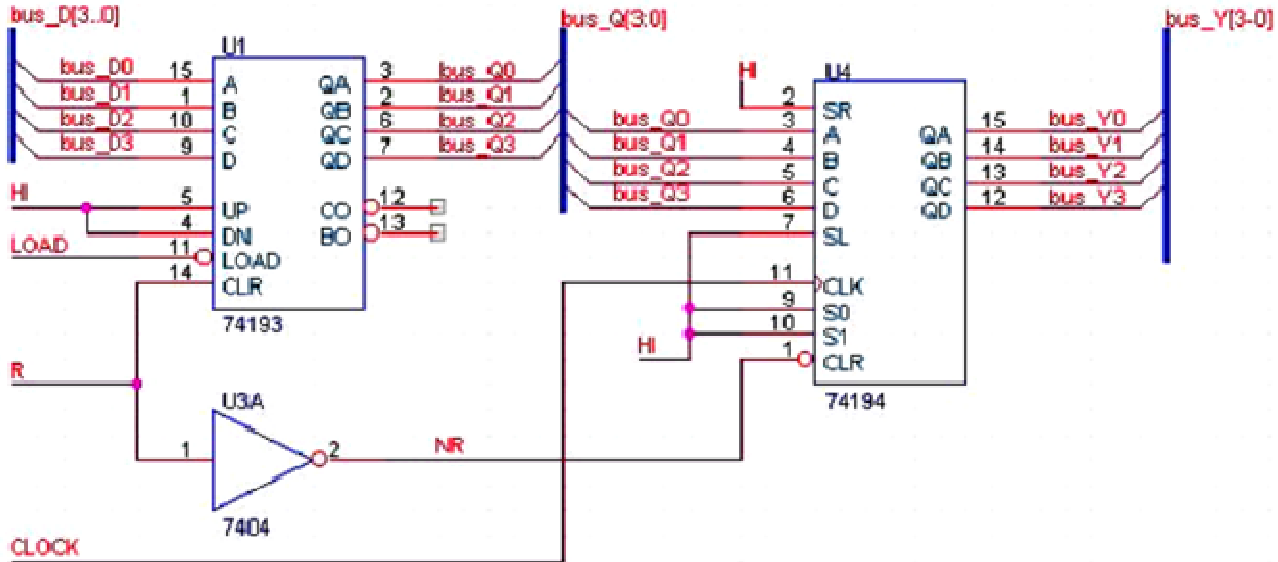 bus_D[3..0]
bus_Q[3:0]
bus_Y[3-0]
U1
bus_D0 15 A QA 3 bus_Q0
bus_D1 1 B QB 2 bus_Q1
bus_D2 10 C QC 6 bus_Q2
bus_D3 9 D QD 7 bus_Q3
HI 5 UP CO 12
4 DN BO 13
LOAD 11 LOAD
14 CLR
74193
HI
U4
2 SR
bus_Q0 3 A QA 15 bus_Y0
bus_Q1 4 B QB 14 bus_Y1
bus_Q2 5 C QC 13 bus_Y2
bus_Q3 6 D QD 12 bus_Y3
7 SL
11 CLK
9 S0
10 S1
HI 1 CLR
74194
R
U3A
1 2 NR
7404
CLOCK